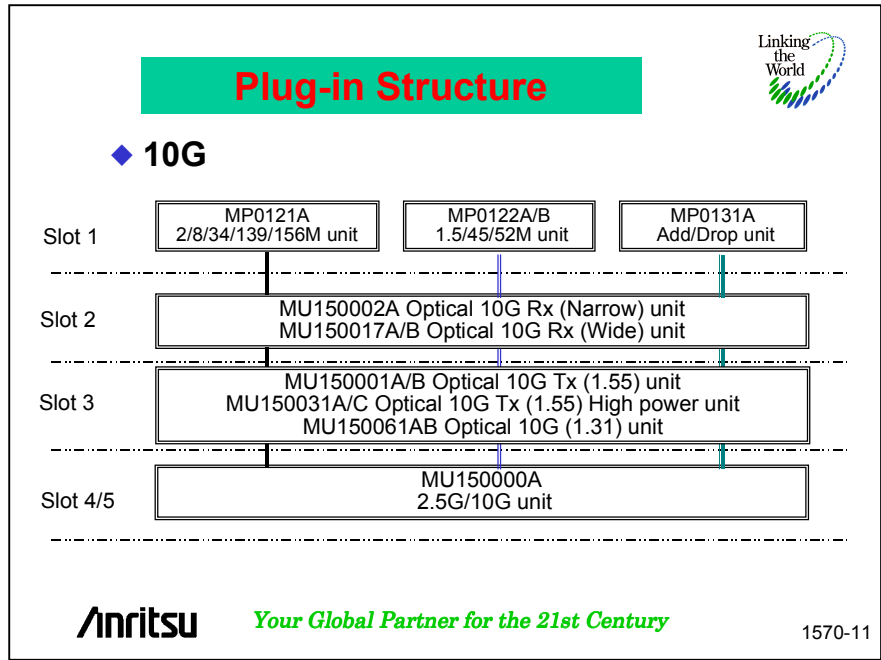 Linking
the
World
Plug-in Structure
10G
Slot 1
MP0121A
2/8/34/139/156M unit
MP0122A/B
1.5/45/52M unit
MP0131A
Add/Drop unit
Slot 2
MU150002A Optical 10G Rx (Narrow) unit
MU150017A/B Optical 10G Rx (Wide) unit
Slot 3
MU150001A/B Optical 10G Tx (1.55) unit
MU150031A/C Optical 10G Tx (1.55) High power unit
MU150061AB Optical 10G (1.31) unit
Slot 4/5
MU150000A
2.5G/10G unit
Anritsu
Your Global Partner for the 21st Century
1570-11